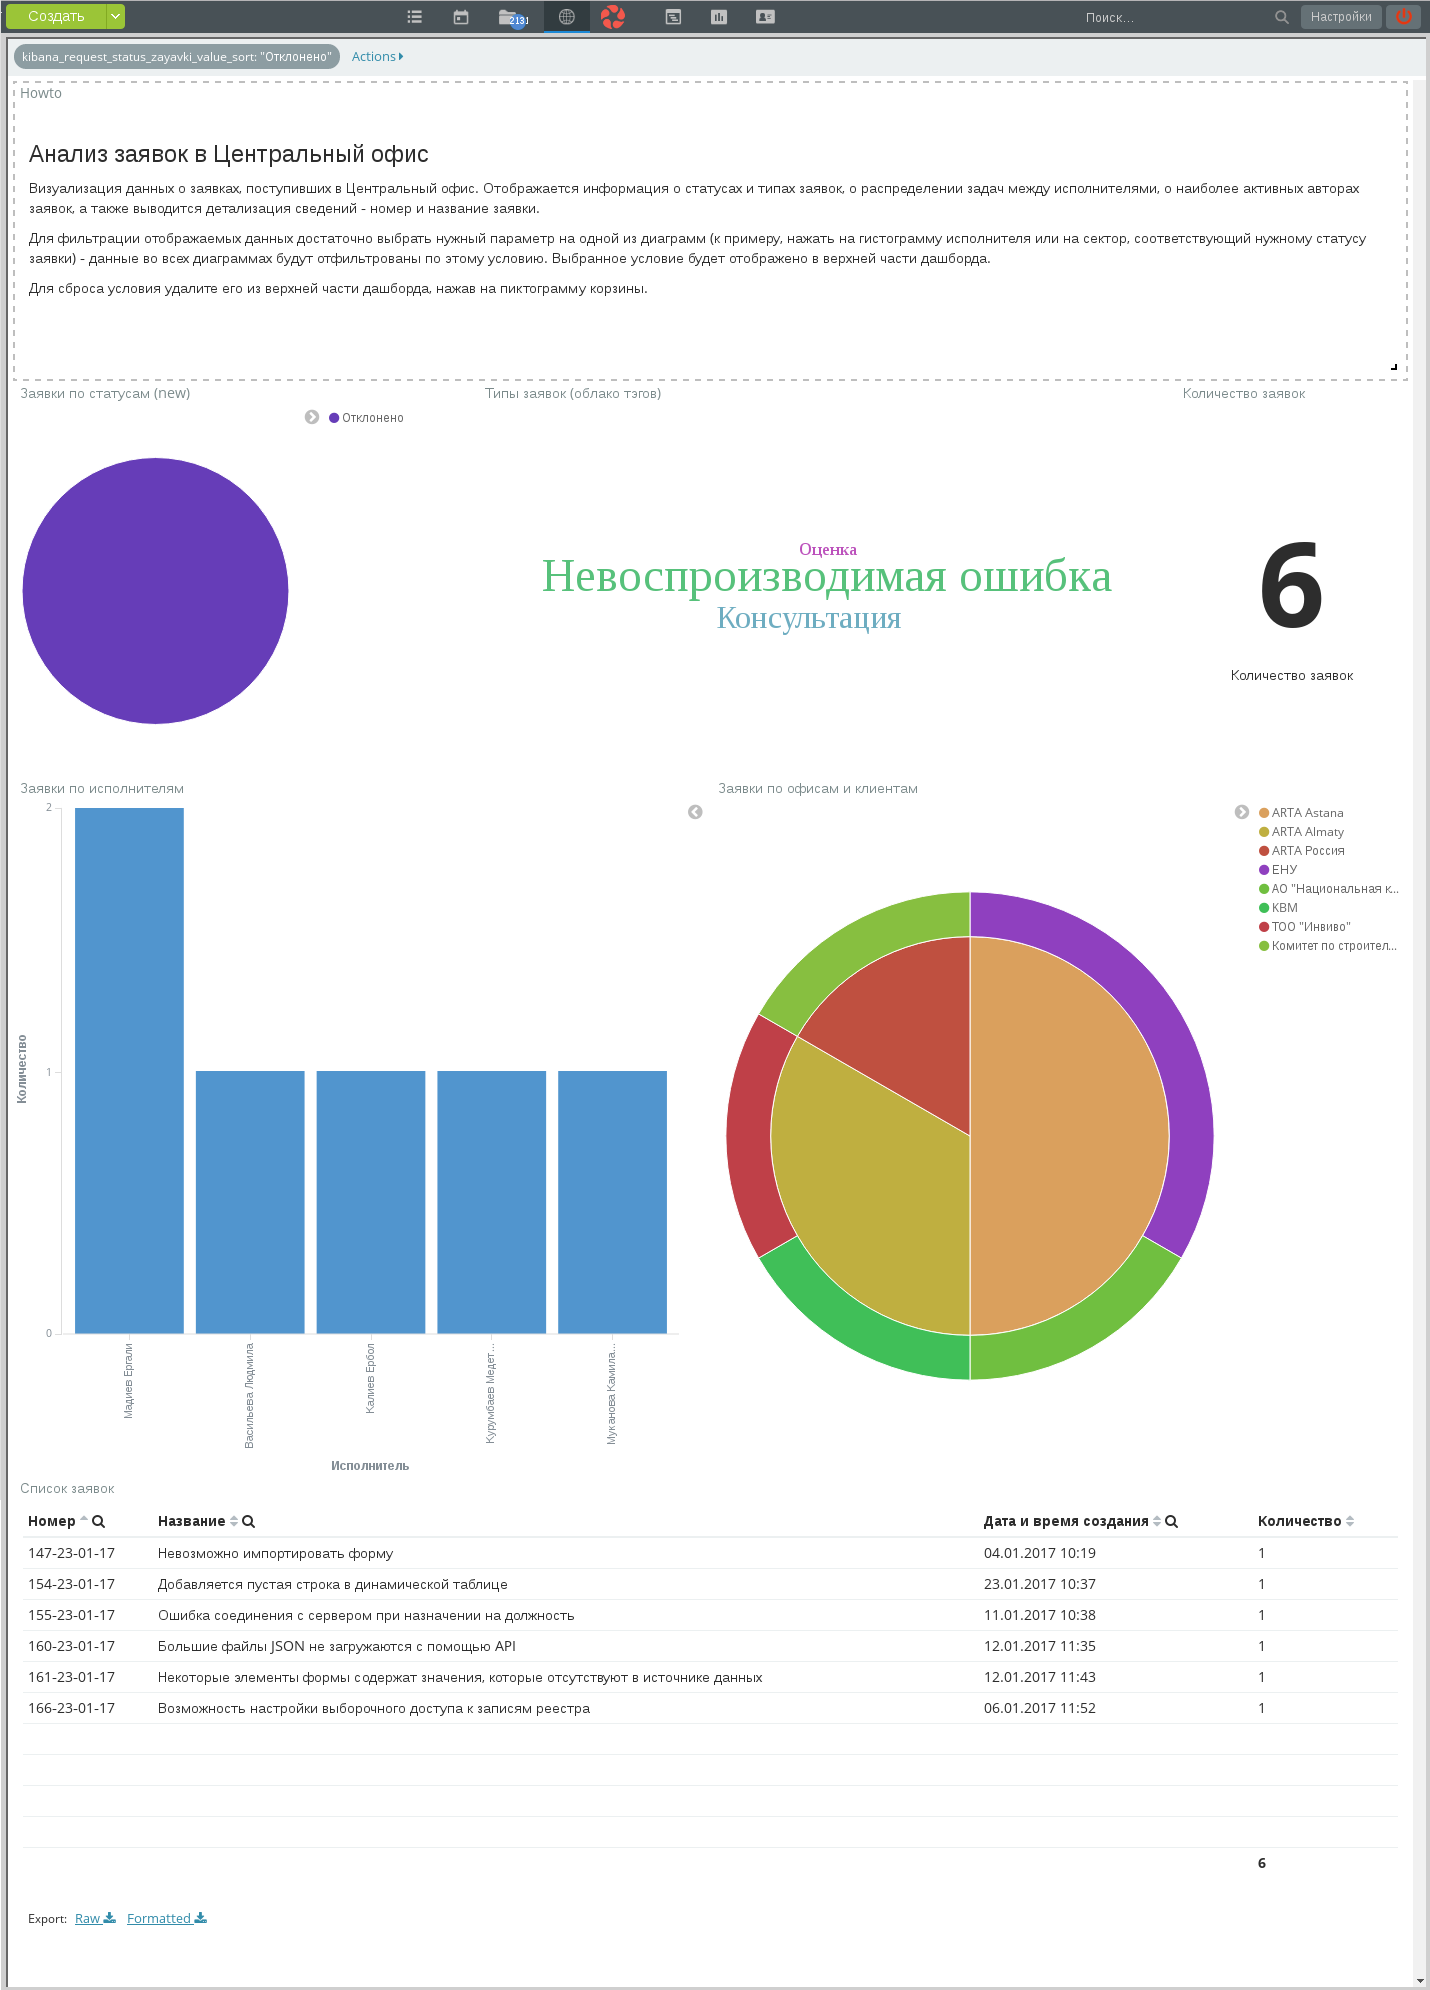 Создать
2131
Поиск...
Настройки
kibana_request_status_zayavki_value_sort: "Отклонено"
Actions
Howto
Анализ заявок в Центральный офис
Визуализация данных о заявках, поступивших в Центральный офис. Отображается информация о статусах и типах заявок, о распределении задач между исполнителями, о наиболее активных авторах
заявок, а также выводится детализация сведений - номер и название заявки.
Для фильтрации отображаемых данных достаточно выбрать нужный параметр на одной из диаграмм (к примеру, нажать на гистограмму исполнителя или на сектор, соответствующий нужному статусу
заявки) - данные во всех диаграммах будут отфильтрованы по этому условию. Выбранное условие будет отображено в верхней части дашборда.
Для сброса условия удалите его из верхней части дашборда, нажав на пиктограмму корзины.
Заявки по статусам (new)
Отклонено
Типы заявок (облако тэгов)
Оценка
Невоспроизводимая ошибка
Консультация
Количество заявок
6
Количество заявок
Заявки по исполнителям
2
1
0
Количество
Мадиев Ергали
Васильева Людмила
Калиев Ербол
Курумбаев Медет ...
Муканова Камила...
Исполнитель
Заявки по офисам и клиентам
ARTA Astana
ARTA Almaty
ARTA Россия
ЕНУ
АО "Национальная к...
KBM
ТОО "Инвиво"
Комитет по строител...
Список заявок
Номер Название Дата и время создания Количество
147-23-01-17 Невозможно импортировать форму 04.01.2017 10:19 1
154-23-01-17 Добавляется пустая строка в динамической таблице 23.01.2017 10:37 1
155-23-01-17 Ошибка соединения с сервером при назначении на должность 11.01.2017 10:38 1
160-23-01-17 Большие файлы JSON не загружаются с помощью API 12.01.2017 11:35 1
161-23-01-17 Некоторые элементы формы содержат значения, которые отсутствуют в источнике данных 12.01.2017 11:43 1
166-23-01-17 Возможность настройки выборочного доступа к записям реестра 06.01.2017 11:52 1
6
Export: Raw Formatted